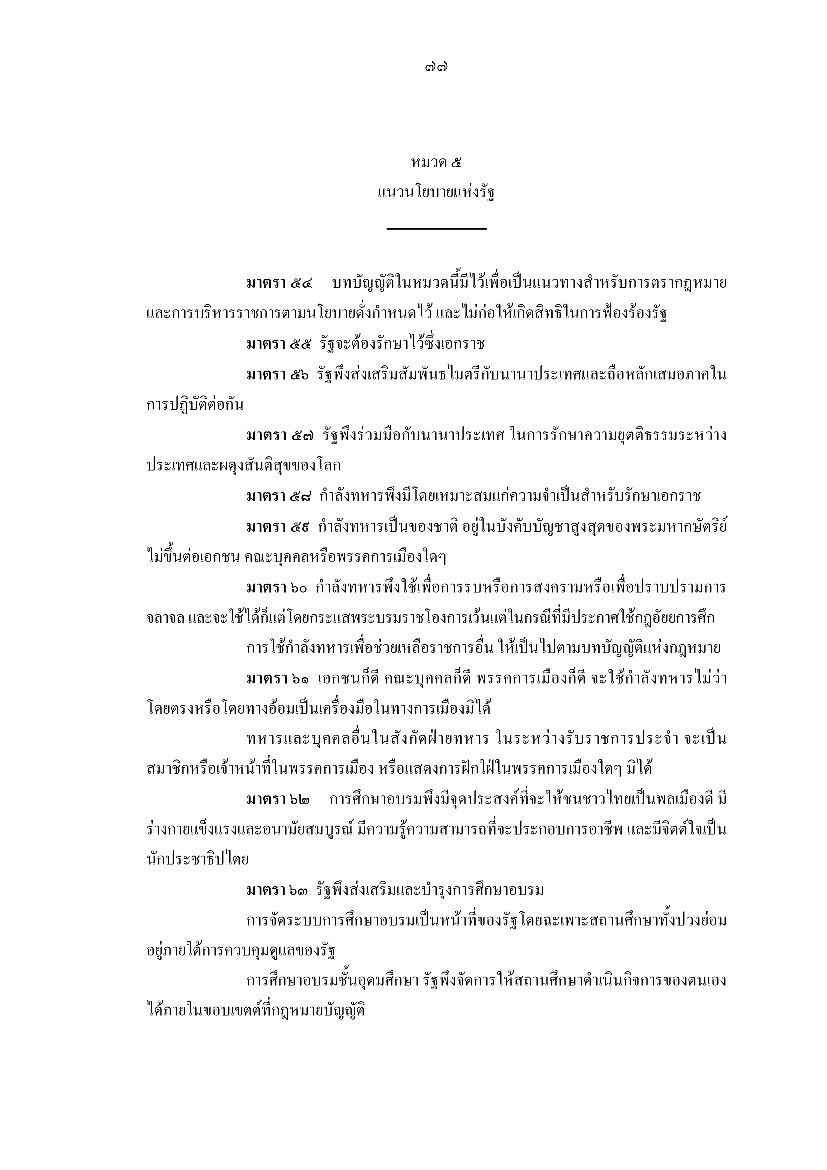 ๗๗
หมวด ๕
แนวนโยบายแห่งรัฐ
มาตรา ๕๔ บทบัญญัติในหมวดนี้มีไว้เพื่อเป็นแนวทางสำหรับการตรากฎหมาย
และการบริหารราชการตามนโยบายดั่งกำหนดไว้ และไม่ก่อให้เกิดสิทธิในการฟ้องร้องรัฐ
มาตรา ๕๕ รัฐจะต้องรักษาไว้ซึ่งเอกราช
มาตรา ๕๖ รัฐพึงส่งเสริมสัมพันธไมตรีกับนานาประเทศและถือหลักเสมอภาคใน
การปฏิบัติต่อกัน
มาตรา ๕๗ รัฐพึงร่วมมือกับนานาประเทศ ในการรักษาความยุตติธรรมระหว่าง
ประเทศและผดุงสันติสุขของโลก
มาตรา ๕๘ กำลังทหารพึงมีโดยเหมาะสมแก่ความจำเป็นสำหรับรักษาเอกราช
มาตรา ๕๙ กำลังทหารเป็นของชาติ อยู่ในบังคับบัญชาสูงสุดของพระมหากษัตริย์
ไม่ขึ้นต่อเอกชน คณะบุคคลหรือพรรคการเมืองใดๆ
มาตรา ๖๐ กำลังทหารพึงใช้เพื่อการรบหรือการสงครามหรือเพื่อปราบปรามการ
จลาจล และจะใช้ได้ก็แต่โดยกระแสพระบรมราชโองการเว้นแต่ในกรณีที่มีประกาศใช้กฎอัยยการศึก
การใช้กำลังทหารเพื่อช่วยเหลือราชการอื่น ให้เป็นไปตามบทบัญญัติแห่งกฎหมาย
มาตรา ๖๑ เอกชนก็ดี คณะบุคคลก็ดี พรรคการเมืองก็ดี จะใช้กำลังทหารไม่ว่า
โดยตรงหรือโดยทางอ้อมเป็นเครื่องมือในทางการเมืองมิได้
ทหารและบุคคลอื่นในสังกัดฝ่ายทหาร ในระหว่างรับราชการประจำ จะเป็น
สมาชิกหรือเจ้าหน้าที่ในพรรคการเมือง หรือแสดงการฝักใฝ่ในพรรคการเมืองใดๆ มิได้
มาตรา ๖๒ การศึกษาอบรมพึงมีจุดประสงค์ที่จะให้ชนชาวไทยเป็นพลเมืองดี มี
ร่างกายแข็งแรงและอนามัยสมบูรณ์ มีความรู้ความสามารถที่จะประกอบการอาชีพ และมีจิตต์ใจเป็น
นักประชาธิปไตย
มาตรา ๖๓ รัฐพึงส่งเสริมและบำรุงการศึกษาอบรม
การจัดระบบการศึกษาอบรมเป็นหน้าที่ของรัฐโดยฉะเพาะสถานศึกษาทั้งปวงย่อม
อยู่ภายใต้การควบคุมดูแลของรัฐ
การศึกษาอบรมชั้นอุดมศึกษา รัฐพึงจัดการให้สถานศึกษาดำเนินกิจการของตนเอง
ได้ภายในขอบเขตต์ที่กฎหมายบัญญัติ